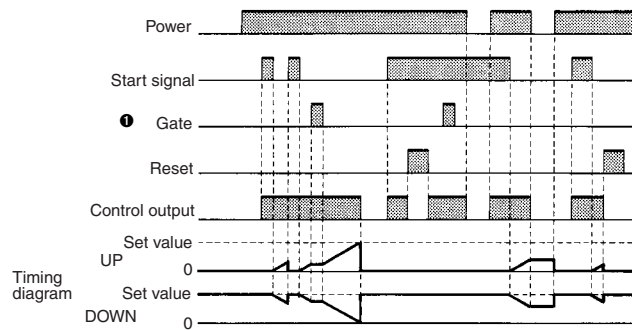 Power
Start signal
❶ Gate
Reset
Control output
Set value
UP
0
Timing
diagram
Set value
DOWN
0